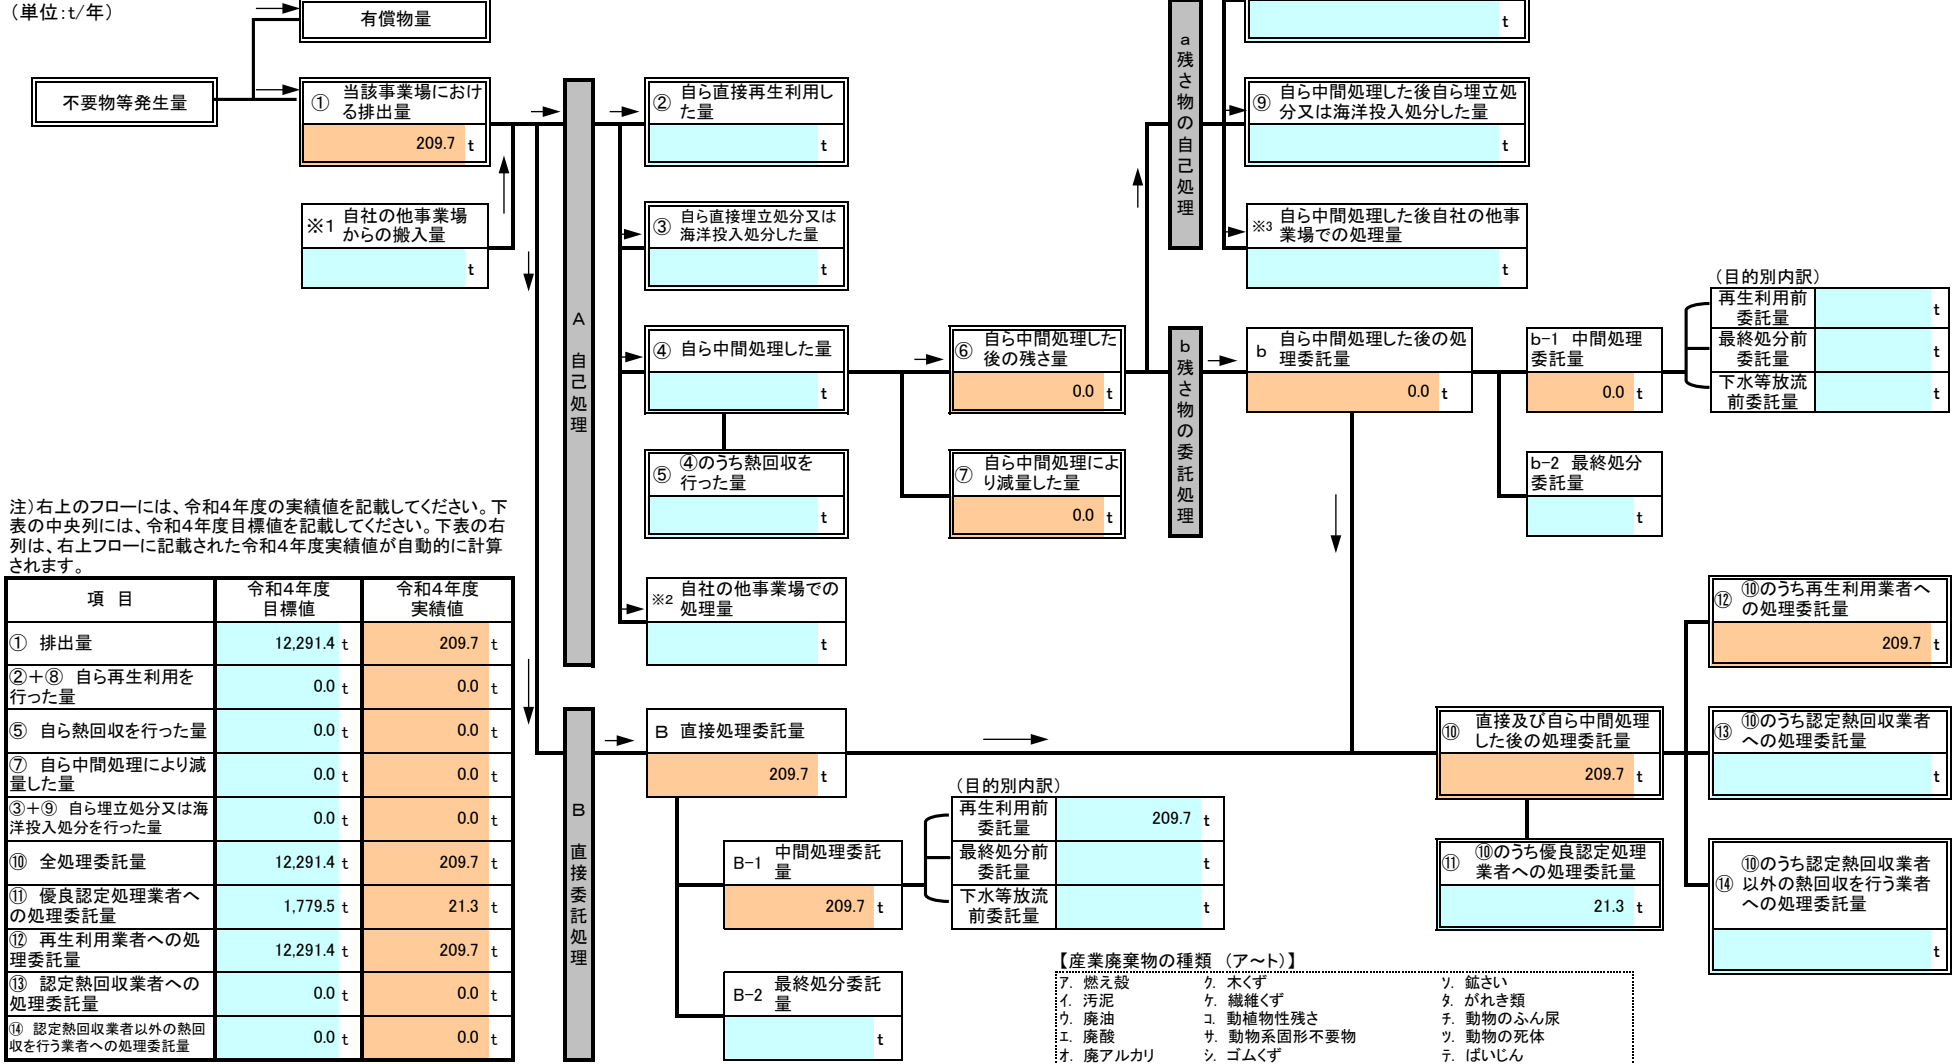 （単位：t/年）
有償物量
不要物等発生量
① 当該事業場におけ
る排出量
209.7 t
※1 自社の他事業場
からの搬入量
t
A
自己処理
② 自ら直接再生利用し
た量
t
③ 自ら直接埋立処分又は
海洋投入処分した量
t
④ 自ら中間処理した量
t
⑤ ④のうち熱回収を
行った量
t
※2 自社の他事業場での
処理量
t
⑥ 自ら中間処理した
後の残さ量
0.0 t
⑦ 自ら中間処理によ
り減量した量
0.0 t
a
残さ物の自己処理
t
⑨ 自ら中間処理した後自ら埋立処
分又は海洋投入処分した量
t
※3 自ら中間処理した後自社の他事
業場での処理量
t
b
残さ物の委託処理
b 自ら中間処理した後の処
理委託量
0.0 t
b-1 中間処理
委託量
0.0 t
b-2 最終処分
委託量
t
（目的別内訳）
再生利用前
委託量
t
最終処分前
委託量
t
下水等放流
前委託量
t
注）右上のフローには、令和4年度の実績値を記載してください。下
表の中央列には、令和4年度目標値を記載してください。下表の右
列は、右上フローに記載された令和4年度実績値が自動的に計算
されます。
項 目
令和4年度
目標値
令和4年度
実績値
① 排出量 12,291.4 t 209.7 t
②＋⑧ 自ら再生利用を
行った量 0.0 t 0.0 t
⑤ 自ら熱回収を行った量 0.0 t 0.0 t
⑦ 自ら中間処理により減
量した量 0.0 t 0.0 t
③＋⑨ 自ら埋立処分又は海
洋投入処分を行った量 0.0 t 0.0 t
⑩ 全処理委託量 12,291.4 t 209.7 t
⑪ 優良認定処理業者へ
の処理委託量 1,779.5 t 21.3 t
⑫ 再生利用業者への処
理委託量 12,291.4 t 209.7 t
⑬ 認定熱回収業者への
処理委託量 0.0 t 0.0 t
⑭ 認定熱回収業者以外の熱回
収を行う業者への処理委託量 0.0 t 0.0 t
B
直接委託処理
B 直接処理委託量
209.7 t
B-1 中間処理委託
量
209.7 t
B-2 最終処分委託
量
t
（目的別内訳）
再生利用前
委託量
209.7 t
最終処分前
委託量
t
下水等放流
前委託量
t
⑩ 直接及び自ら中間処理
した後の処理委託量
209.7 t
⑪ ⑩のうち優良認定処理
業者への処理委託量
21.3 t
⑫ ⑩のうち再生利用業者へ
の処理委託量
209.7 t
⑬ ⑩のうち認定熱回収業者
への処理委託量
t
⑭ ⑩のうち認定熱回収業者
以外の熱回収を行う業者
への処理委託量
t
【産業廃棄物の種類 （ア～ト）】
ア. 燃え殻 ク. 木くず ソ. 鉱さい
イ. 汚泥 ケ. 繊維くず タ. がれき類
ウ. 廃油 コ. 動植物性残さ チ. 動物のふん尿
エ. 廃酸 サ. 動物系固形不要物 ツ. 動物の死体
オ. 廃アルカリ シ. ゴムくず テ. ばいじん